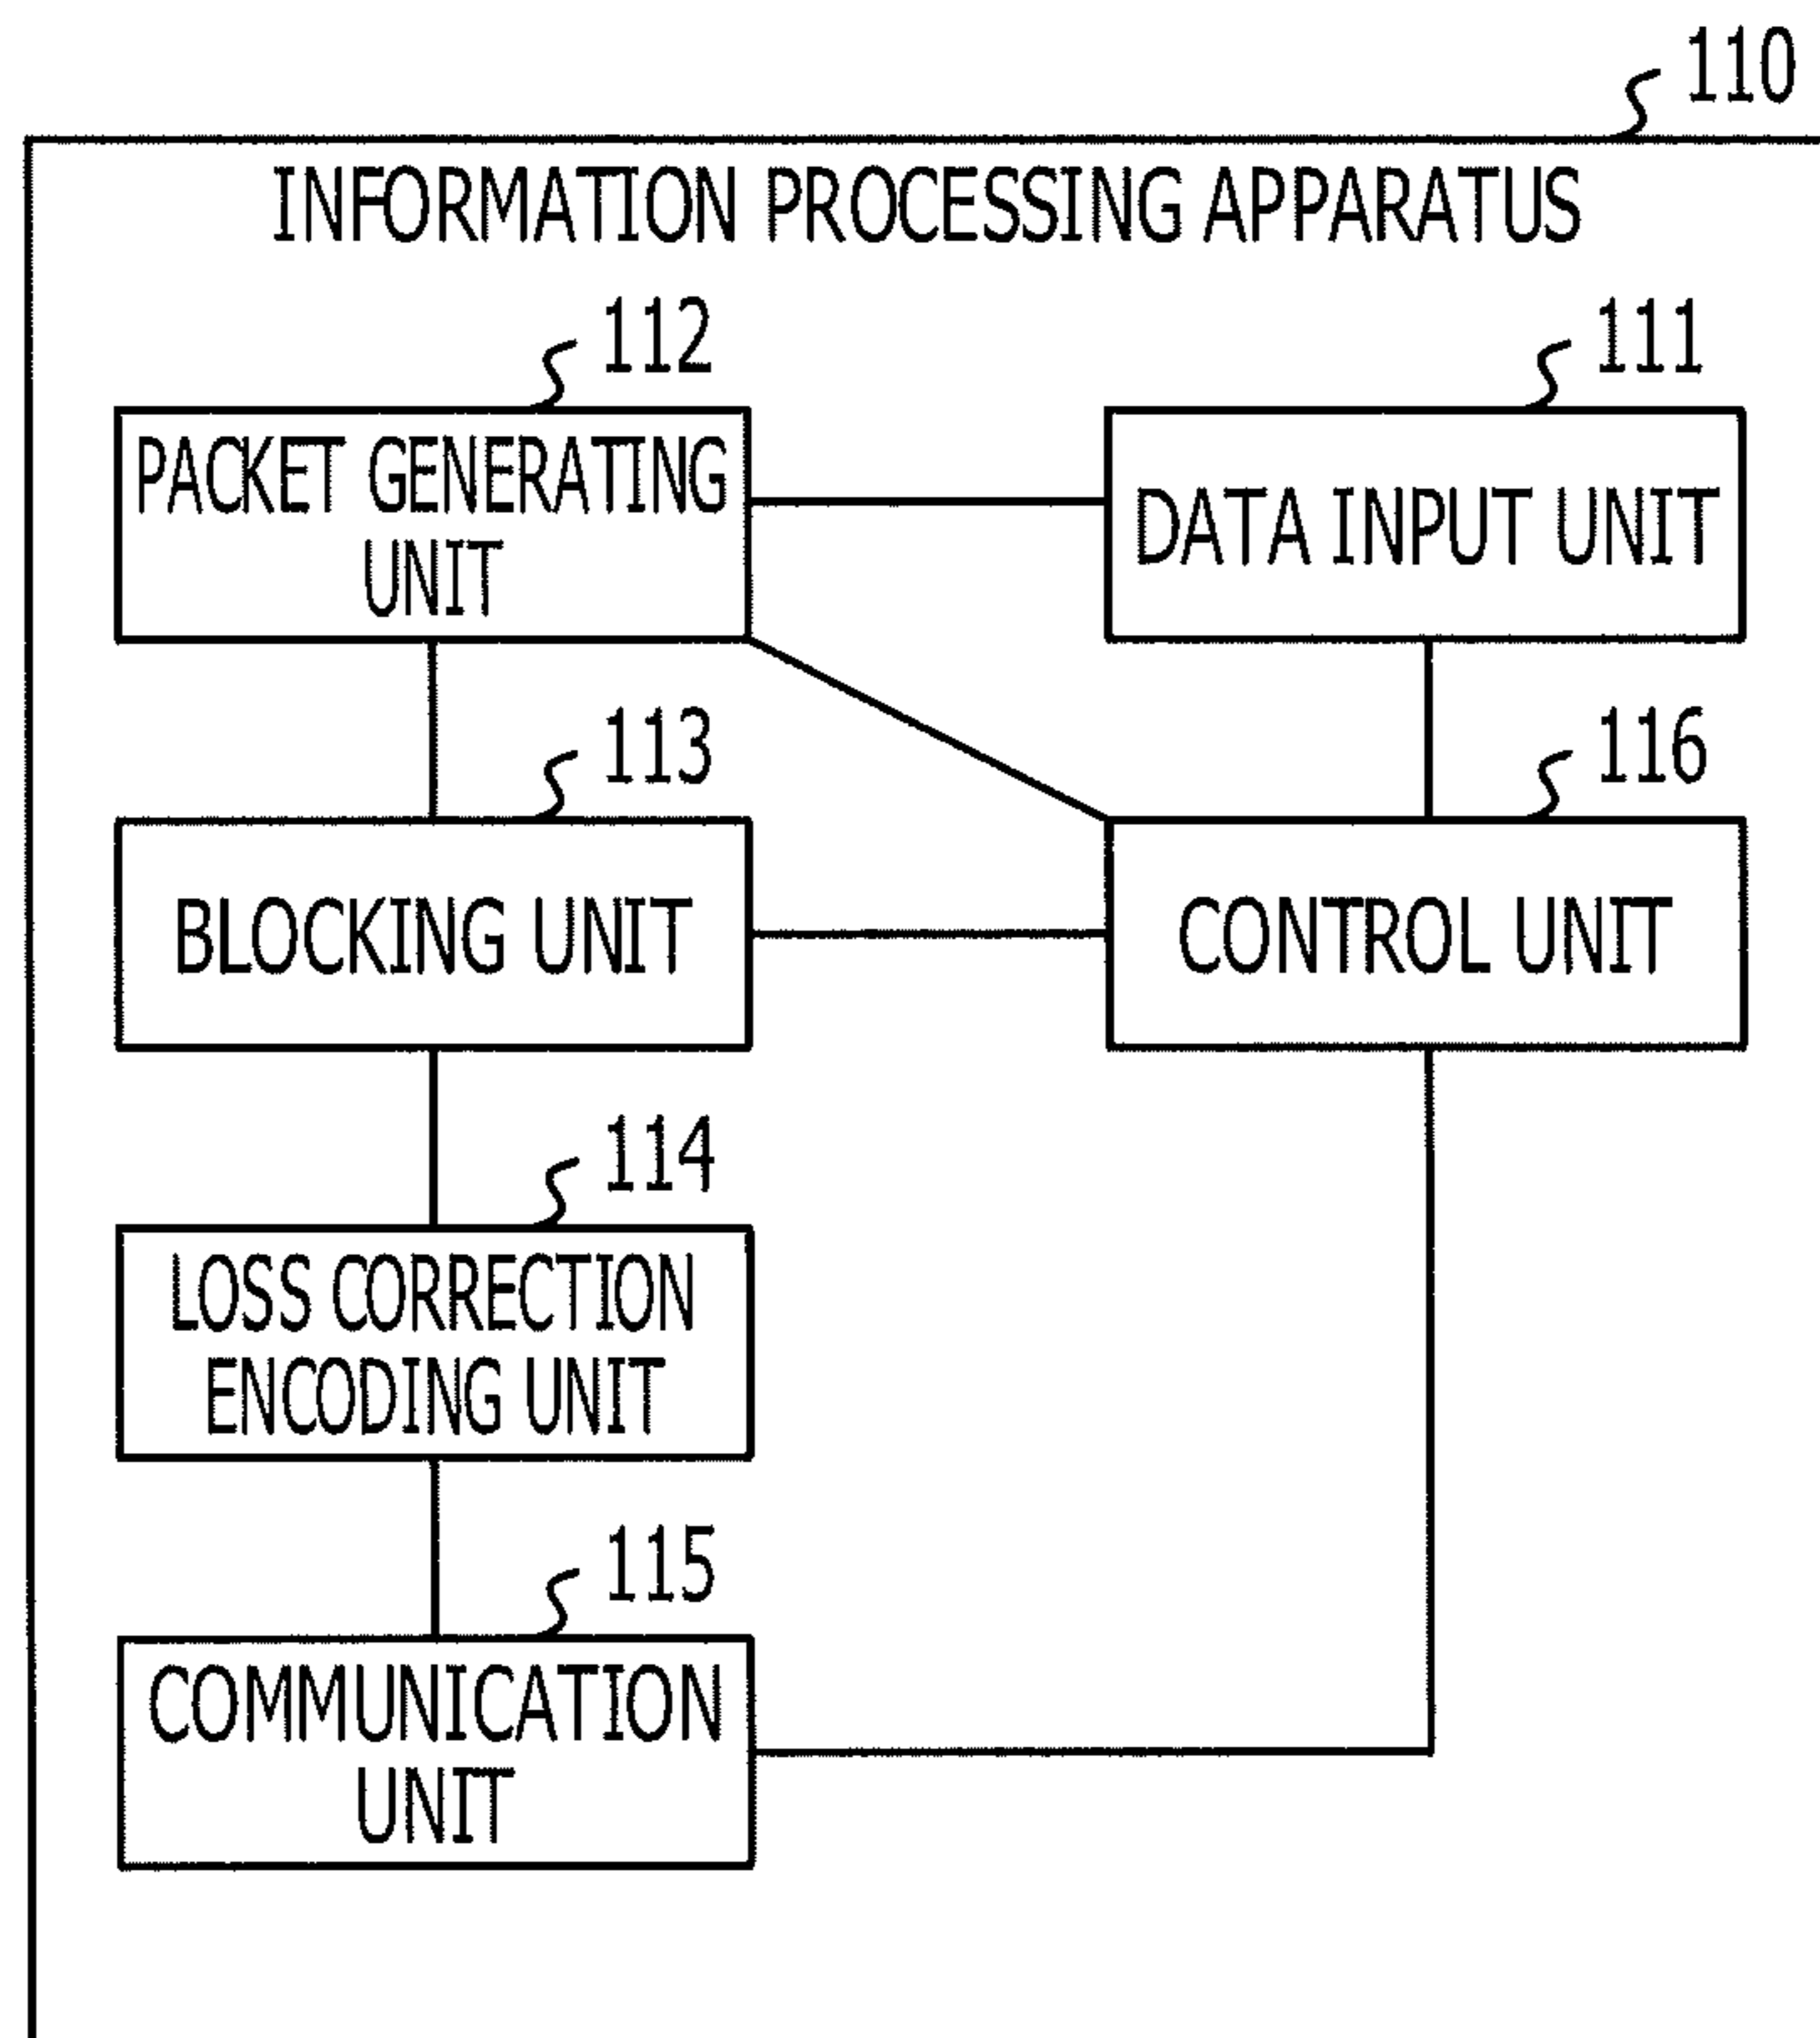 110
INFORMATION PROCESSING APPARATUS
112
111
PACKET GENERATING
UNIT
DATA INPUT UNIT
113
116
BLOCKING UNIT
CONTROL UNIT
114
LOSS CORRECTION
ENCODING UNIT
115
COMMUNICATION
UNIT